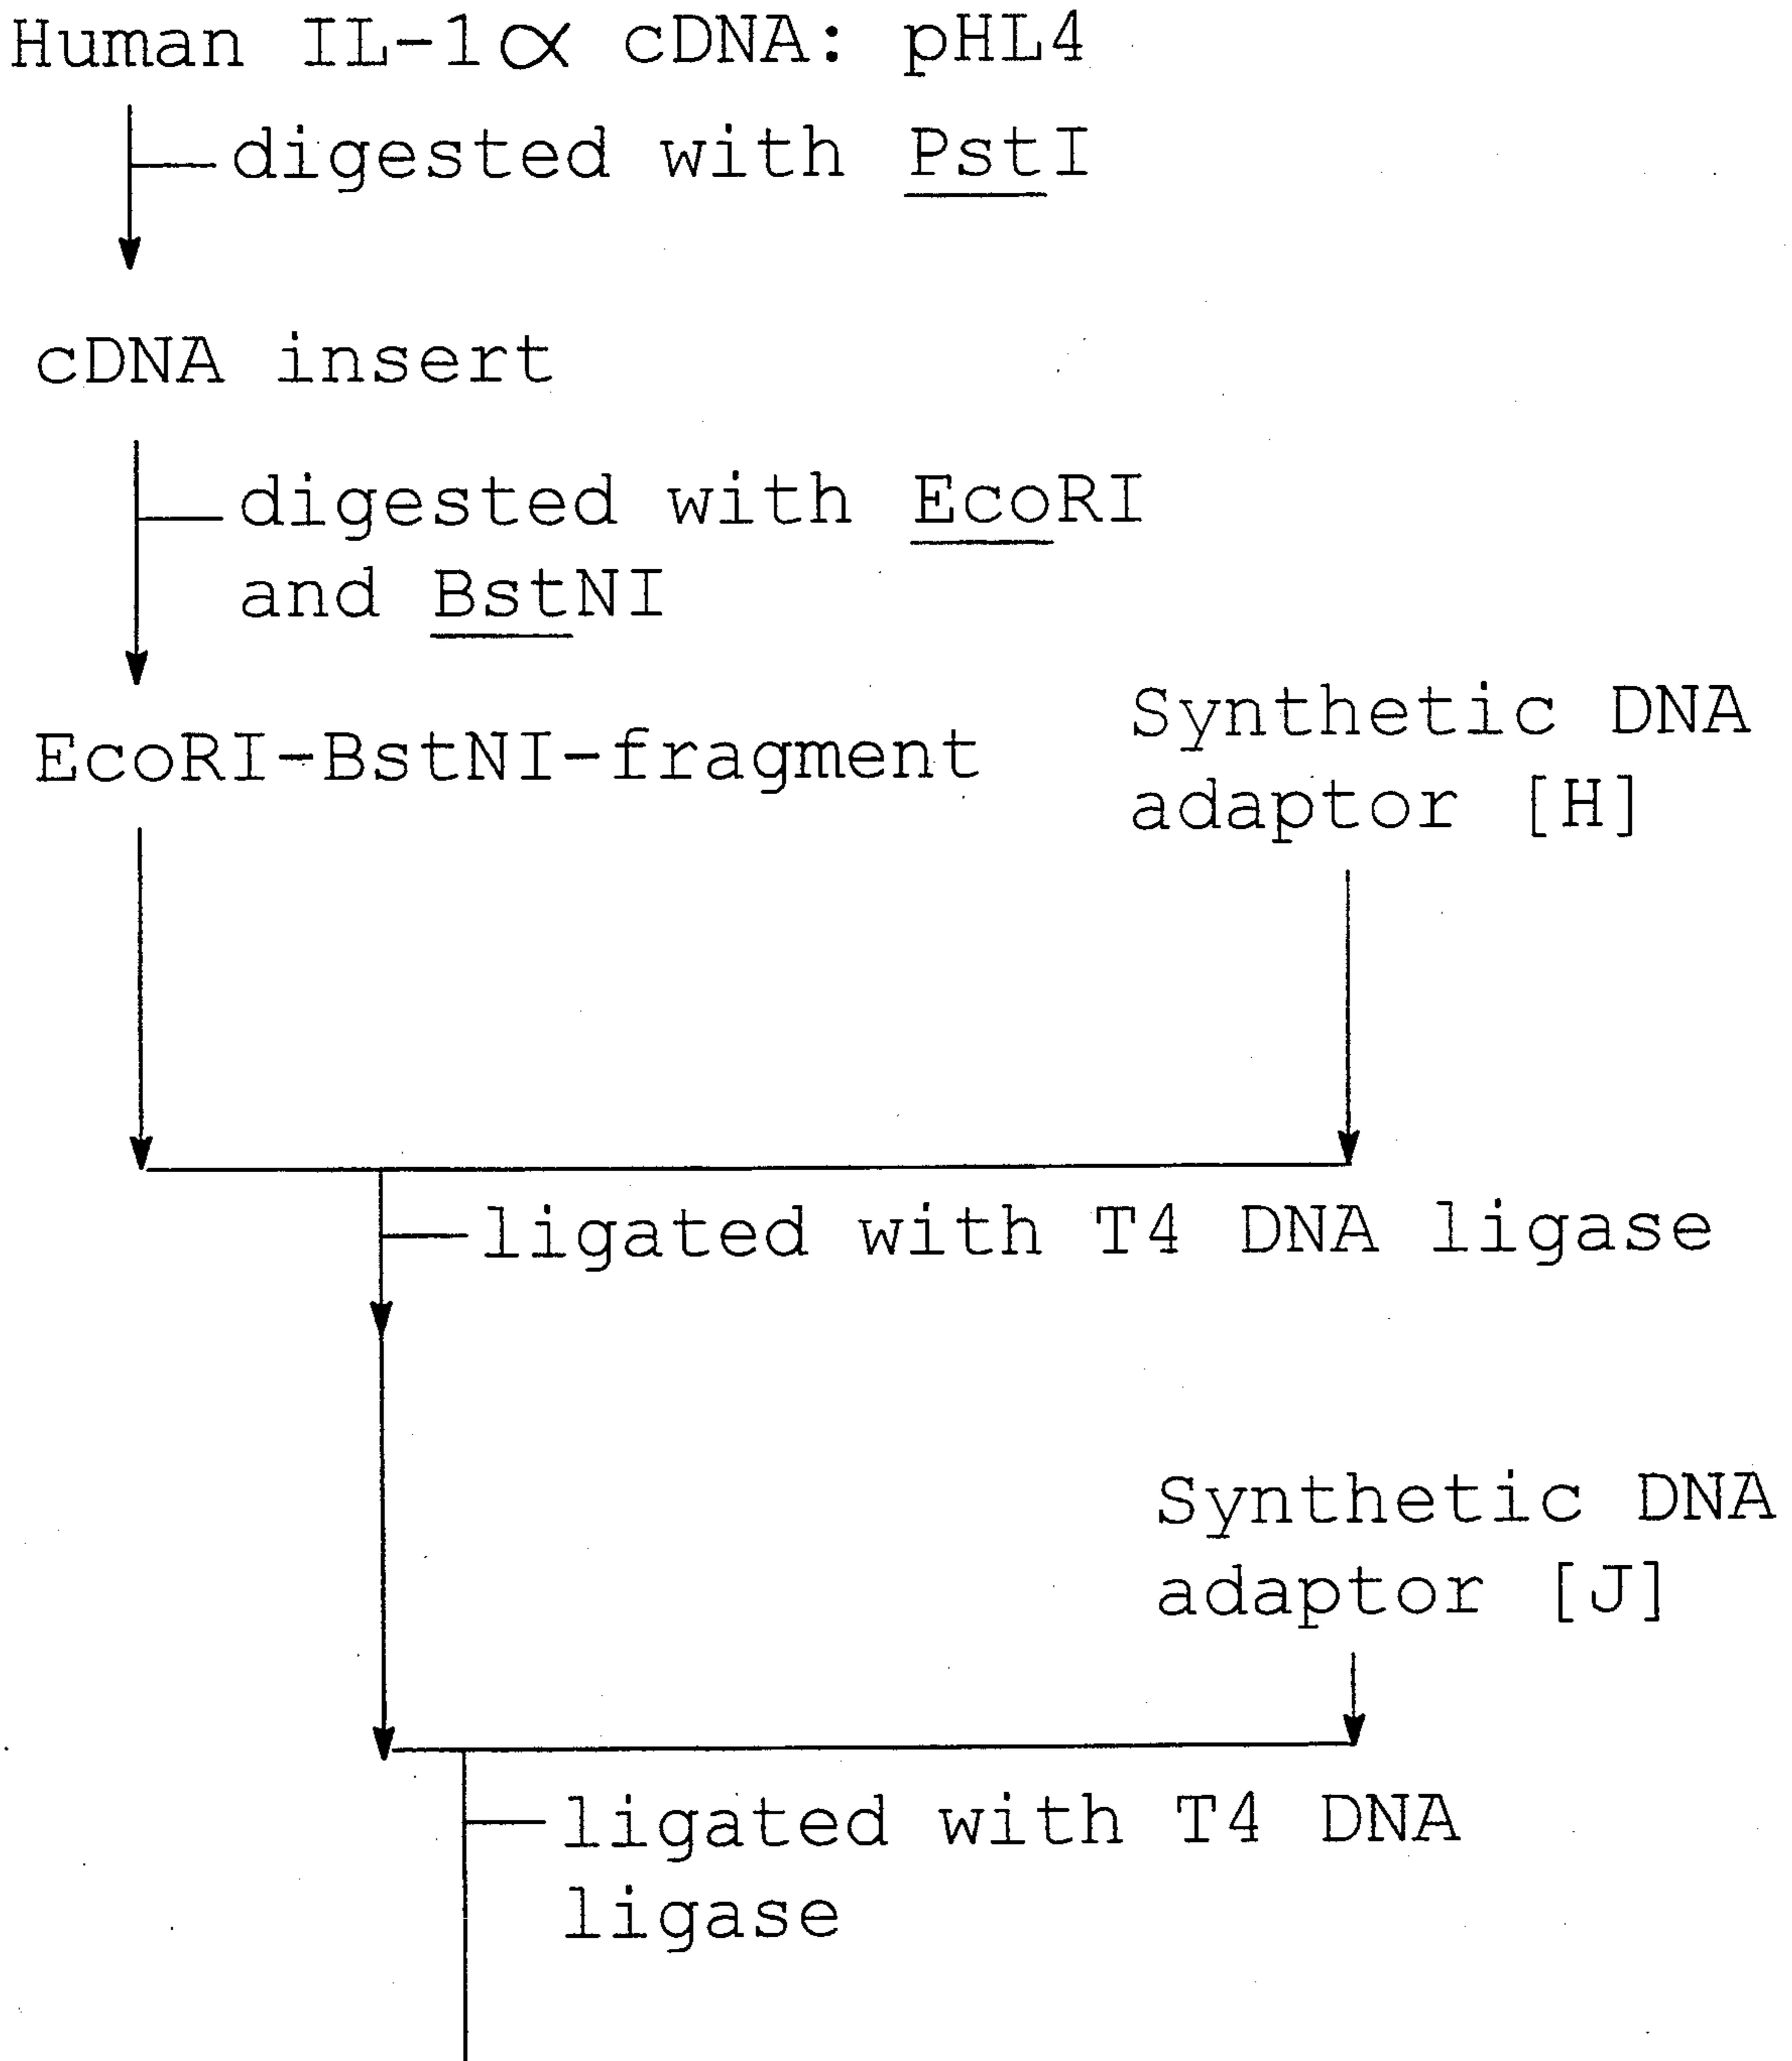 Human IL-1α cDNA: pHL4
digested with PstI
cDNA insert
digested with EcoRI
and BstNI
EcoRI-BstNI-fragment
Synthetic DNA
adaptor [H]
ligated with T4 DNA ligase
Synthetic DNA
adaptor [J]
ligated with T4 DNA
ligase